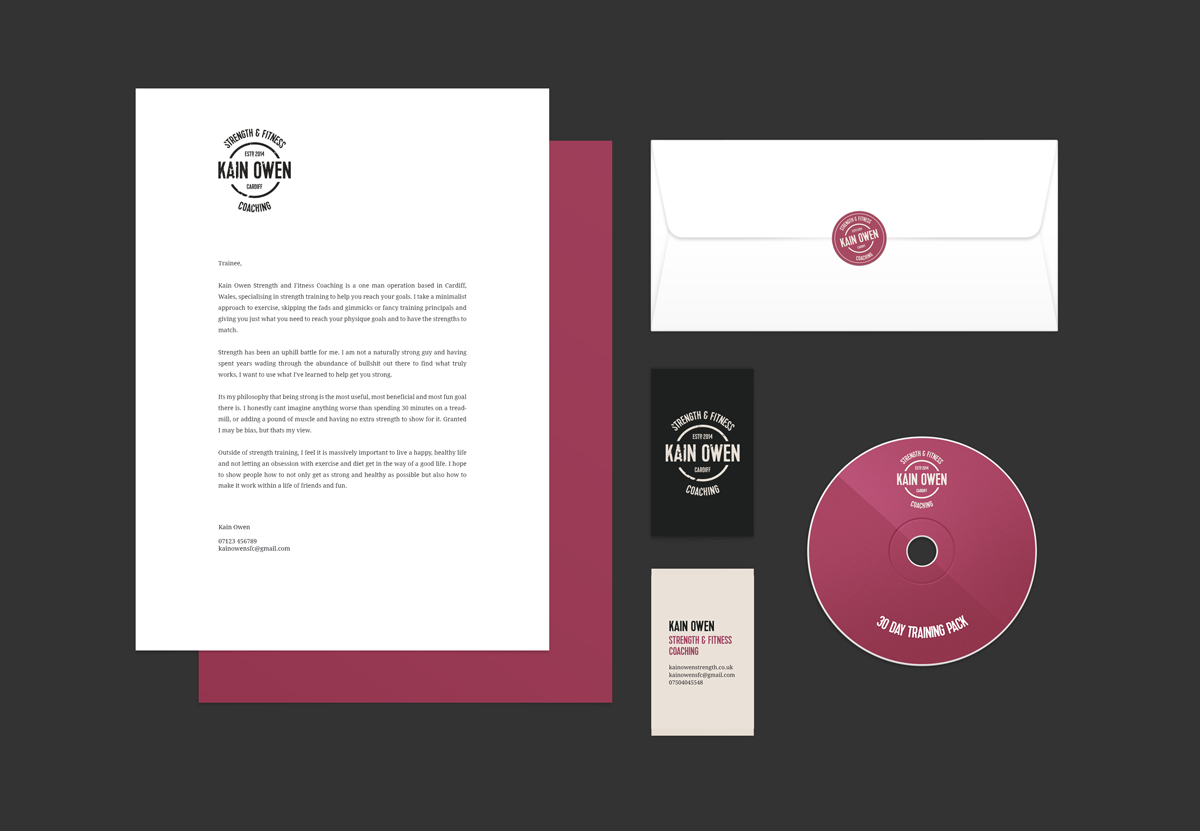 STRENGTH & FITNESS
ESTD 2014
KAIN OWEN
CARDIFF
COACHING
Trainee,
Kain Owen Strength and Fitness Coaching is a one man operation based in Cardiff,
Wales, specialising in strength training to help you reach your goals. I take a minimalist
approach to exercise, skipping the fads and gimmicks or fancy training principals and
giving you just what you need to reach your physique goals and to have the strengths to
match.
Strength has been an uphill battle for me. I am not a naturally strong guy and having
spent years wading through the abundance of bullshit out there to find what truly
works, I want to use what I've learned to help get you strong.
Its my philosophy that being strong is the most useful, most beneficial and most fun goal
there is. I honestly cant imagine anything worse than spending 30 minutes on a tread-
mill, or adding a pound of muscle and having no extra strength to show for it. Granted
I may be bias, but thats my view.
Outside of strength training, I feel it is massively important to live a happy, healthy life
and not letting an obsession with exercise and diet get in the way of a good life. I hope
to show people how to not only get as strong and healthy as possible but also how to
make it work within a life of friends and fun.
Kain Owen
07123 456789
kainowensfc@gmail.com
STRENGTH & FITNESS
KAIN OWEN
COACHING
STRENGTH & FITNESS
ESTD 2014
KAIN OWEN
CARDIFF
COACHING
KAIN OWEN
STRENGTH & FITNESS
COACHING
kainowenstrength.co.uk
kainowensfc@gmail.com
07504045548
STRENGTH & FITNESS
ESTD 2014
KAIN OWEN
CARDIFF
COACHING
30 DAY TRAINING PACK